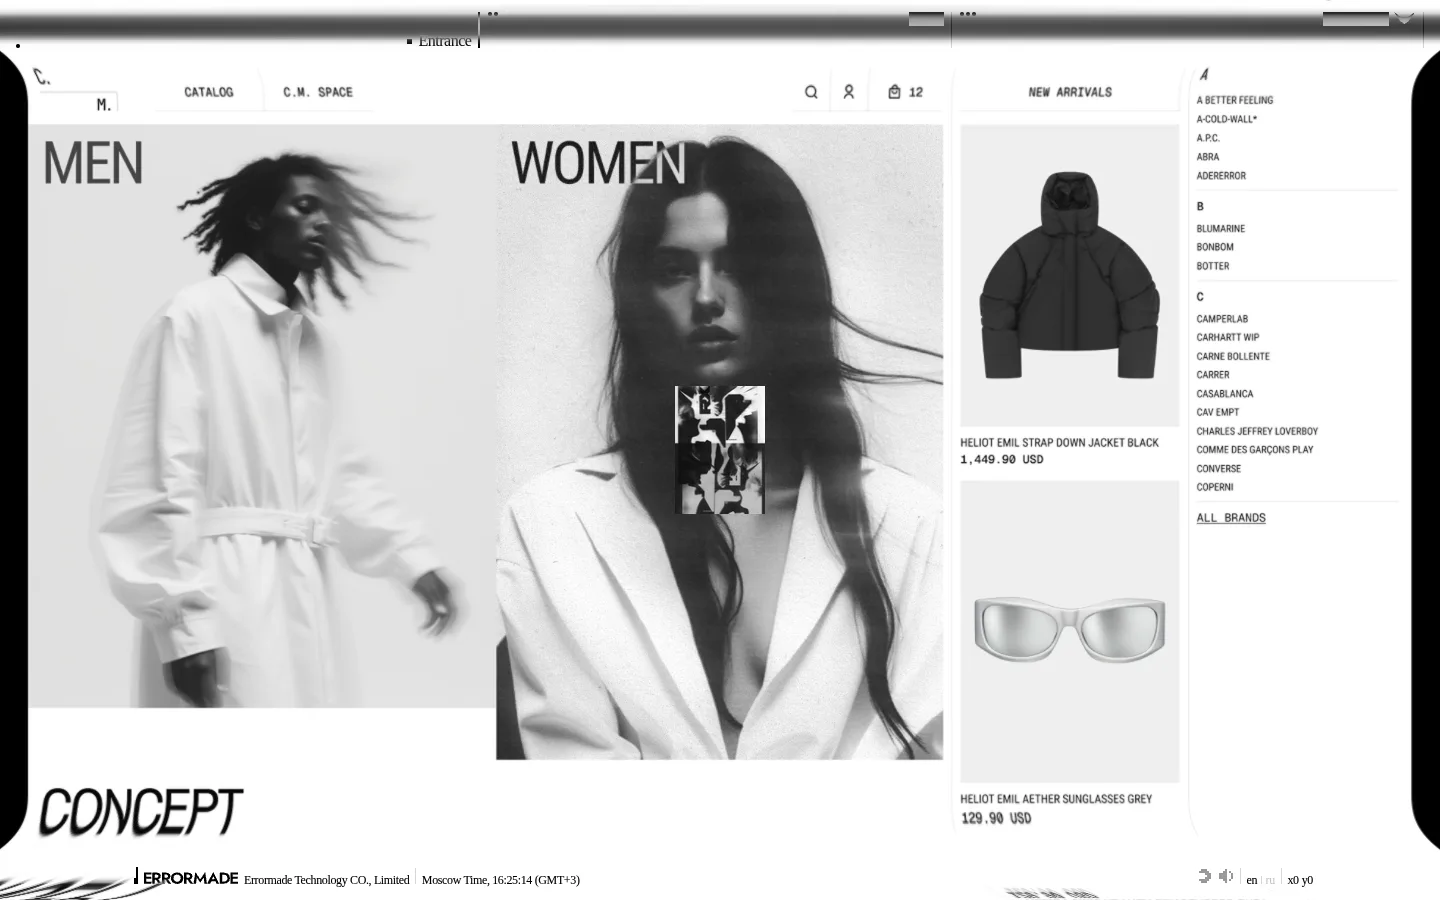 Entrance
C.
M.
CATALOG
C.M. SPACE
12
NEW ARRIVALS
MEN
WOMEN
HELIOT EMIL STRAP DOWN JACKET BLACK
1,449.90 USD
HELIOT EMIL AETHER SUNGLASSES GREY
129.90 USD
A
A BETTER FEELING
A-COLD-WALL*
A.P.C.
ABRA
ADERERROR
B
BLUMARINE
BONBOM
BOTTER
C
CAMPERLAB
CARHARTT WIP
CARNE BOLLENTE
CARRER
CASABLANCA
CAV EMPT
CHARLES JEFFREY LOVERBOY
COMME DES GARÇONS PLAY
CONVERSE
COPERNI
ALL BRANDS
CONCEPT
ERRORMADE Errormade Technology CO., Limited
Moscow Time, 16:25:14 (GMT+3)
en ru
x0 y0